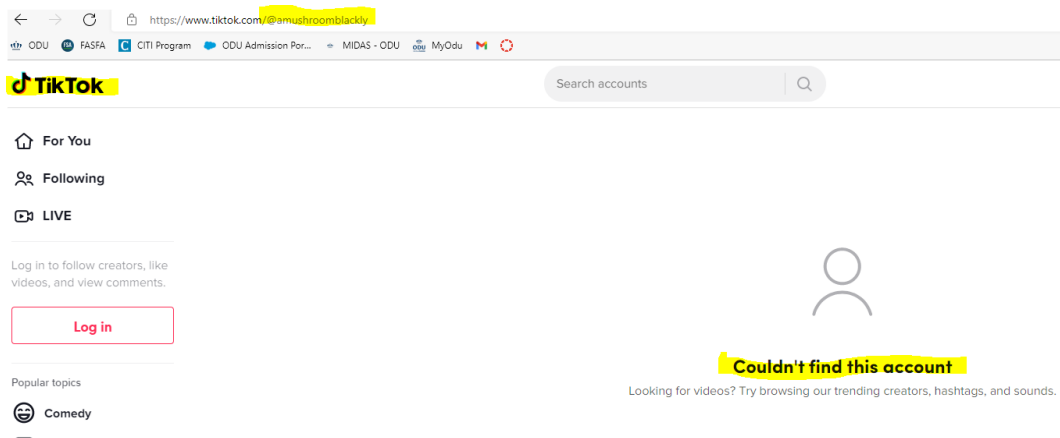 https://www.tiktok.com/@amushroomblackly
ODU FASFA CITI Program ODU Admission Por... MIDAS - ODU MyOdu
TikTok
Search accounts
For You
Following
LIVE
Log in to follow creators, like
videos, and view comments.
Log in
Couldn't find this account
Looking for videos? Try browsing our trending creators, hashtags, and sounds.
Popular topics
Comedy